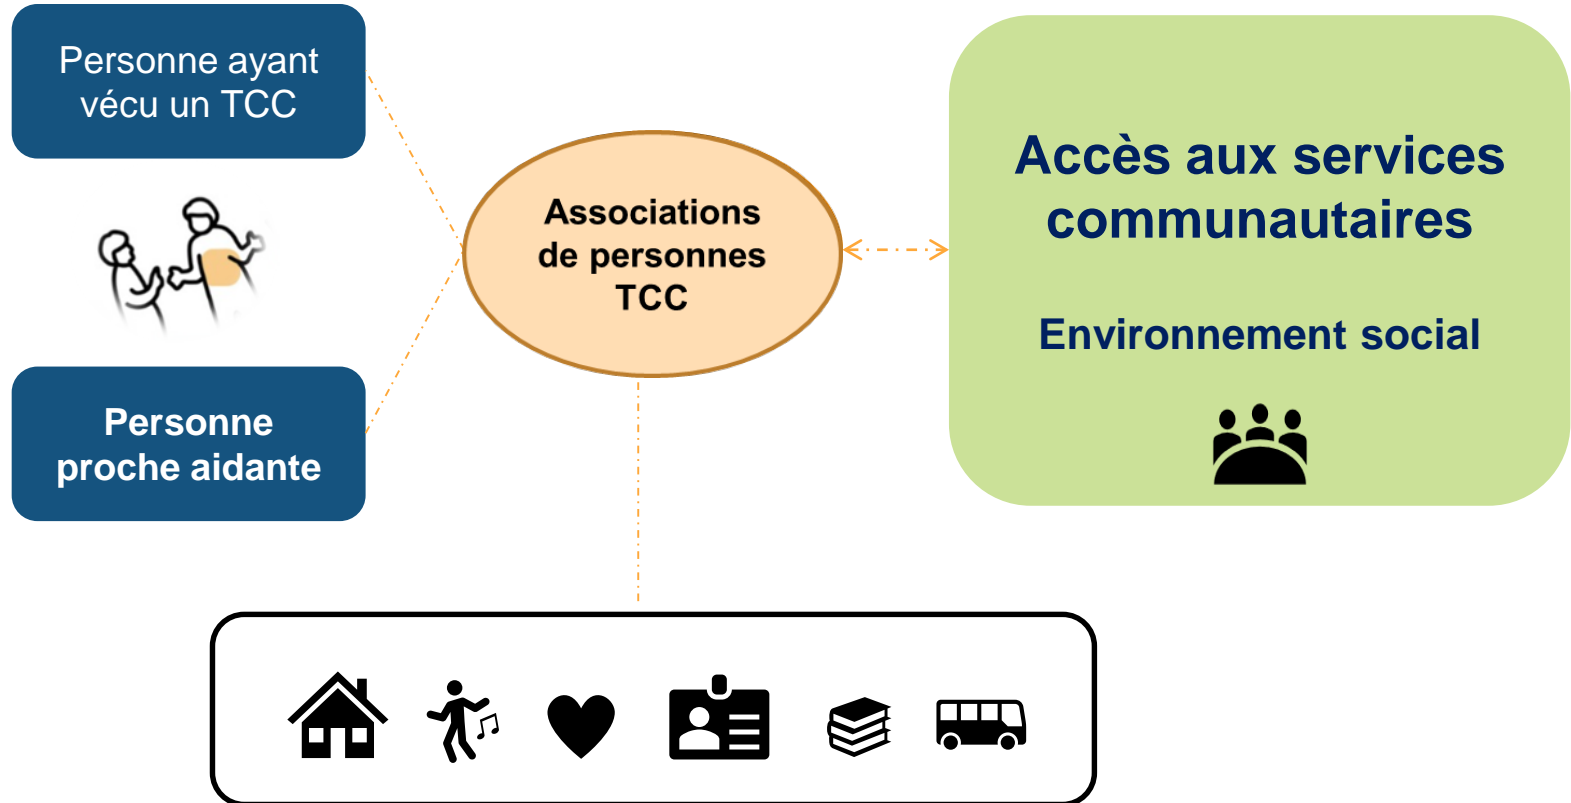 Personne ayant
vécu un TCC
Personne
proche aidante
Associations
de personnes
TCC
Accès aux services
communautaires
Environnement social